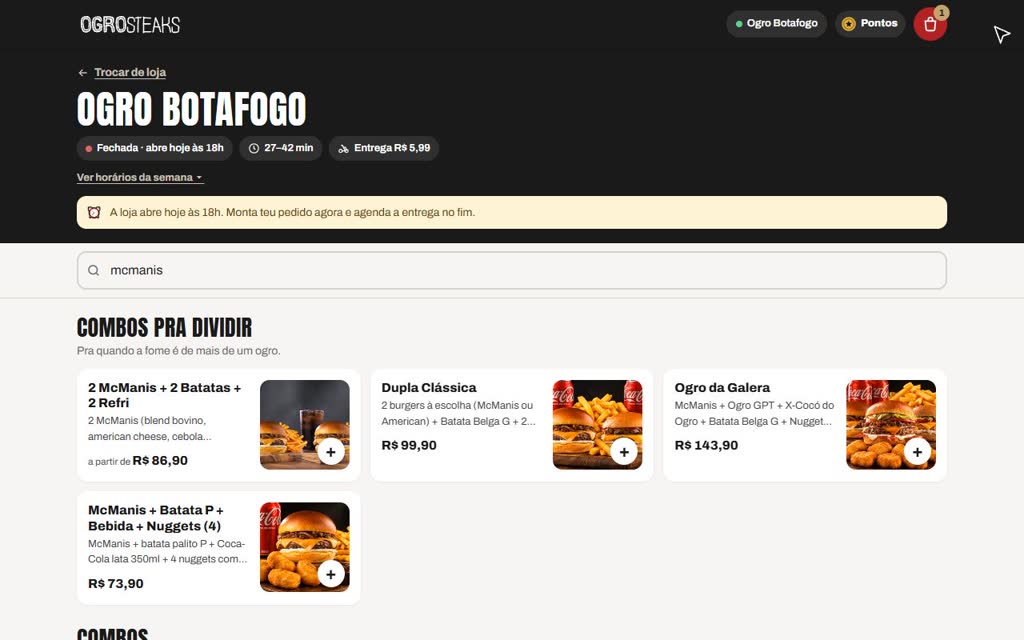 OGROSTEAKS
Ogro Botafogo
Pontos
1
Trocar de loja
OGRO BOTAFOGO
Fechada · abre hoje às 18h
27–42 min
Entrega R$ 5,99
Ver horários da semana
A loja abre hoje às 18h. Monta teu pedido agora e agenda a entrega no fim.
mcmanis
COMBOS PRA DIVIDIR
Pra quando a fome é de mais de um ogro.
2 McManis + 2 Batatas +
2 Refri
2 McManis (blend bovino,
american cheese, cebola...
a partir de R$ 86,90
Dupla Clássica
2 burgers à escolha (McManis ou
American) + Batata Belga G + 2...
R$ 99,90
Ogro da Galera
McManis + Ogro GPT + X-Cocó do
Ogro + Batata Belga G + Nugget...
R$ 143,90
McManis + Batata P +
Bebida + Nuggets (4)
McManis + batata palito P + Coca-
Cola lata 350ml + 4 nuggets com...
R$ 73,90
COMBOS